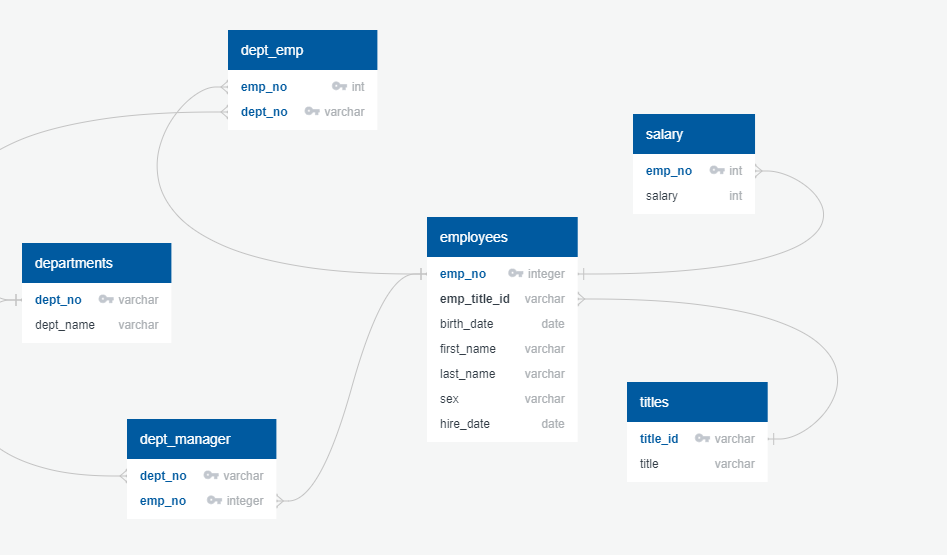 dept_emp
emp_no int
dept_no varchar
salary
emp_no int
salary int
employees
emp_no integer
emp_title_id varchar
birth_date date
first_name varchar
last_name varchar
sex varchar
hire_date date
departments
dept_no varchar
dept_name varchar
titles
title_id varchar
title varchar
dept_manager
dept_no varchar
emp_no integer